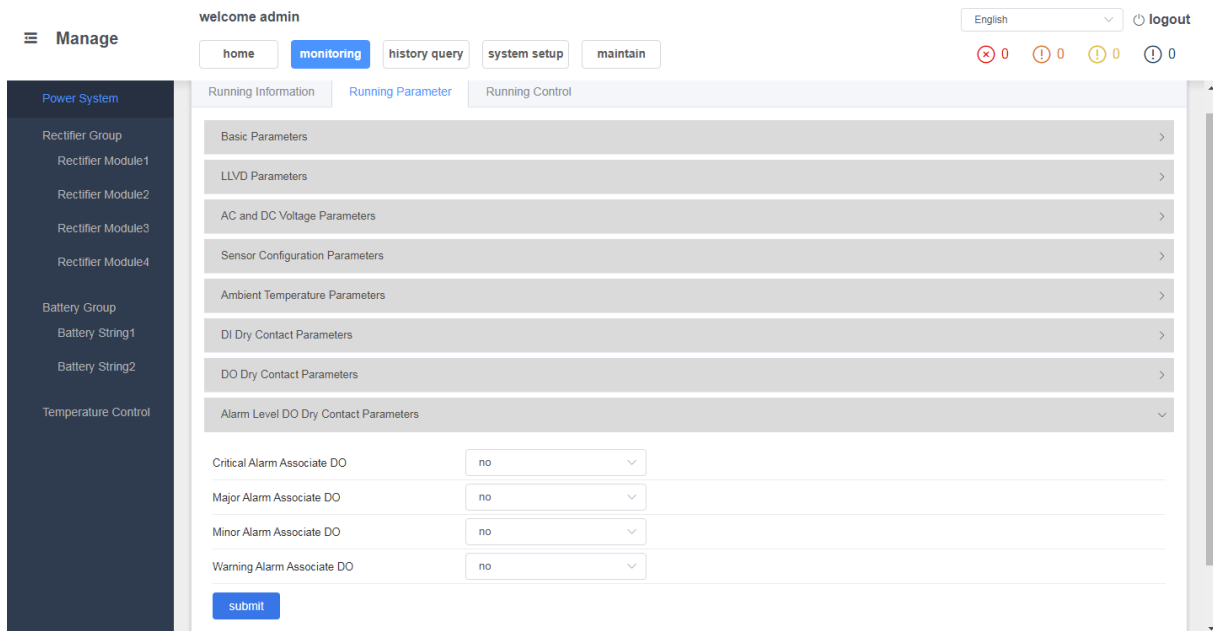 Manage
welcome admin
English
logout
home
monitoring
history query
system setup
maintain
0
0
0
0
Power System
Rectifier Group
Rectifier Module1
Rectifier Module2
Rectifier Module3
Rectifier Module4
Battery Group
Battery String1
Battery String2
Temperature Control
Running Information
Running Parameter
Running Control
Basic Parameters
LLVD Parameters
AC and DC Voltage Parameters
Sensor Configuration Parameters
Ambient Temperature Parameters
DI Dry Contact Parameters
DO Dry Contact Parameters
Alarm Level DO Dry Contact Parameters
Critical Alarm Associate DO no
Major Alarm Associate DO no
Minor Alarm Associate DO no
Warning Alarm Associate DO no
submit